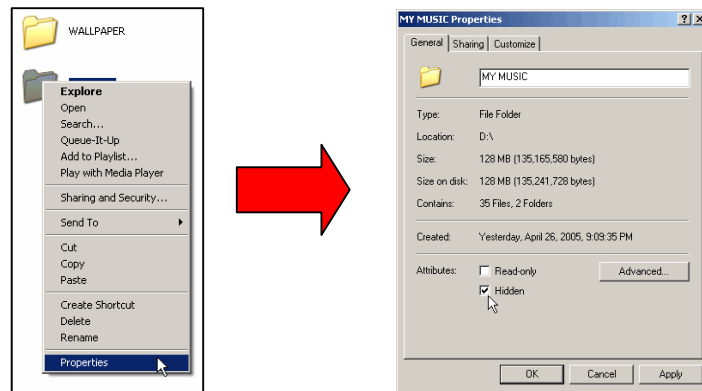 WALLPAPER
Explore
Open
Search...
Queue-It-Up
Add to Playlist...
Play with Media Player
Sharing and Security...
Send To
Cut
Copy
Paste
Create Shortcut
Delete
Rename
Properties
MY MUSIC Properties
General Sharing Customize
MY MUSIC
Type: File Folder
Location: D:\
Size: 128 MB (135,165,580 bytes)
Size on disk: 128 MB (135,241,728 bytes)
Contains: 35 Files, 2 Folders
Created: Yesterday, April 26, 2005, 9:09:35 PM
Attributes: Read-only Advanced...
Hidden
OK Cancel Apply